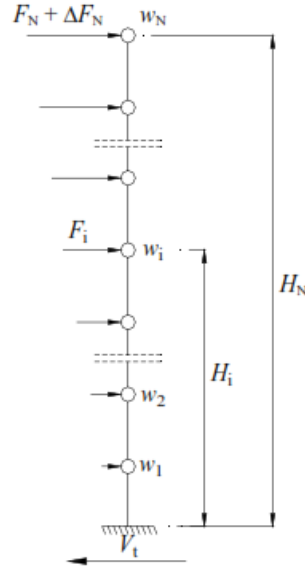 F_N + ΔF_N w_N
F_i w_i
H_N
H_i
w_2
w_1
V_t